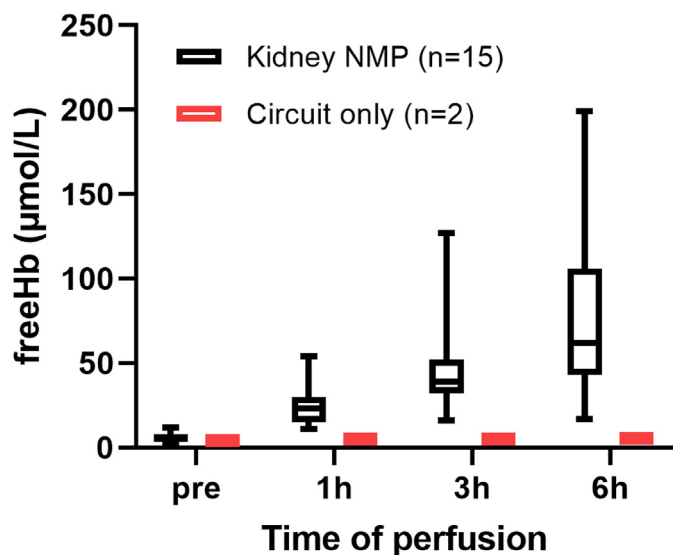 250
200
150
100
50
0
freeHb (µmol/L)
Kidney NMP (n=15)
Circuit only (n=2)
pre 1h 3h 6h
Time of perfusion